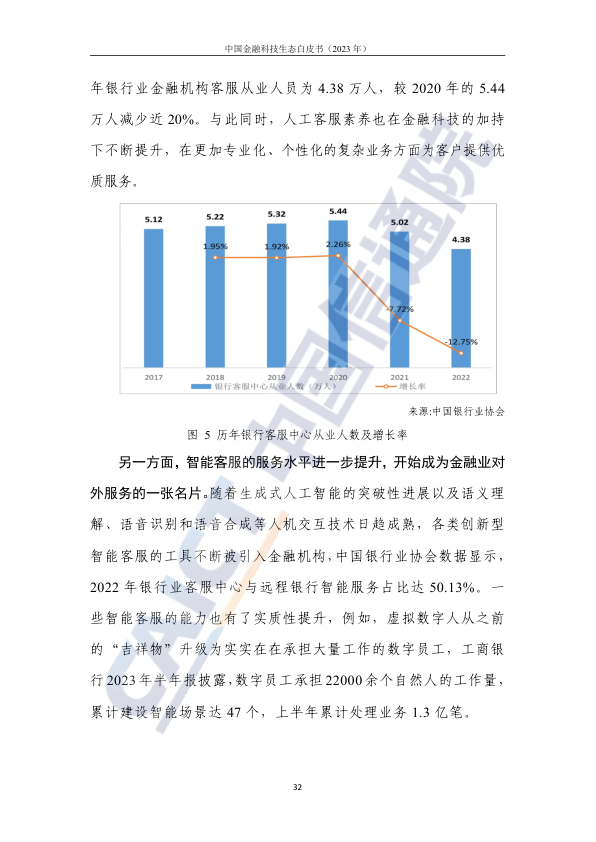 中国金融科技生态白皮书（2023 年）
年银行业金融机构客服从业人员为 4.38 万人，较 2020 年的 5.44
万人减少近 20%。与此同时，人工客服素养也在金融科技的加持
下不断提升，在更加专业化、个性化的复杂业务方面为客户提供优
质服务。
5.12 5.22 5.32 5.44 5.02 4.38
1.95% 1.92% 2.26% -7.72% -12.75%
2017 2018 2019 2020 2021 2022
银行客服中心从业人数（万人） 增长率
来源:中国银行业协会
图 5 历年银行客服中心从业人数及增长率
另一方面，智能客服的服务水平进一步提升，开始成为金融业对
外服务的一张名片。随着生成式人工智能的突破性进展以及语义理
解、语音识别和语音合成等人机交互技术日趋成熟，各类创新型
智能客服的工具不断被引入金融机构，中国银行业协会数据显示，
2022 年银行业客服中心与远程银行智能服务占比达 50.13%。一
些智能客服的能力也有了实质性提升，例如，虚拟数字人从之前
的“吉祥物”升级为实实在在承担大量工作的数字员工，工商银
行 2023 年半年报披露，数字员工承担 22000 余个自然人的工作量，
累计建设智能场景达 47 个，上半年累计处理业务 1.3 亿笔。
CAICT 中国信通院
32